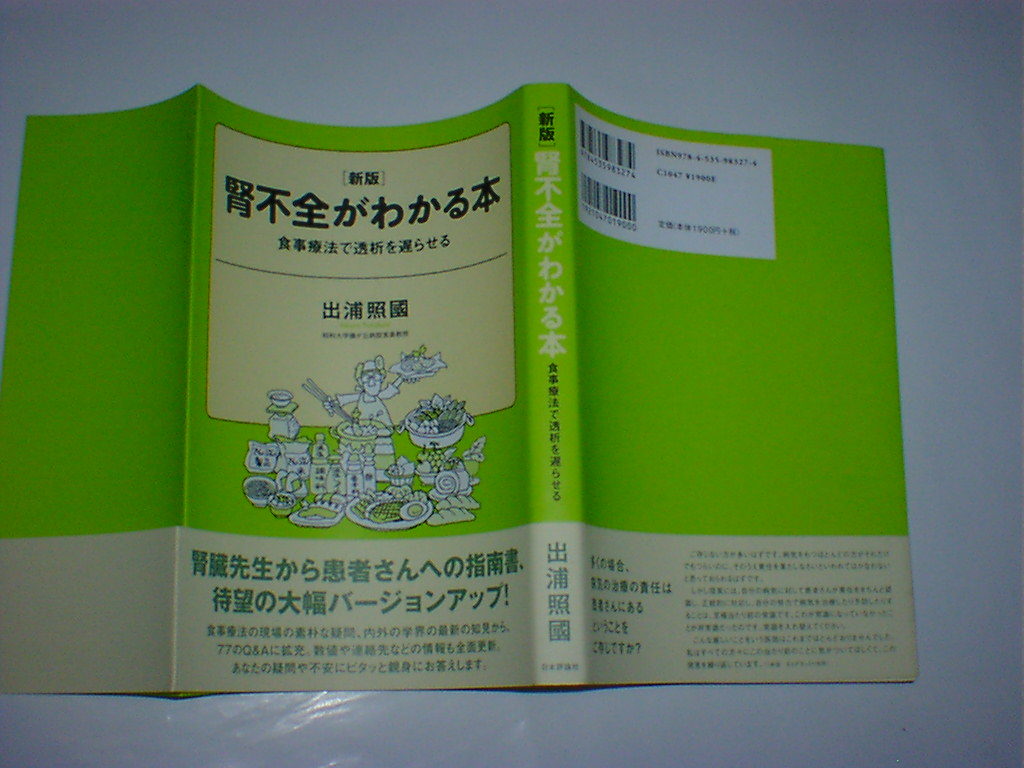 [新版]
腎不全がわかる本
食事療法で透析を遅らせる
出浦照國
腎臓先生から患者さんへの指南書、
待望の大幅バージョンアップ!
食事療法の現場の素朴な疑問、内外の学界の最新の知見から、
77のQ&Aに拡充。数値や連絡先などの情報も全面更新。
あなたの疑問や不安にピタッと親身にお答えします。
[新版]腎不全がわかる本 食事療法で透析を遅らせる 出浦照國 日本評論社
9784535983274
1921047019000
ISBN978-4-535-98327-4
C1047 ¥1900E
定価(本体1900円+税)
多くの場合、
病気の治療の責任は
患者さんにある
ということを
ご存じですか?